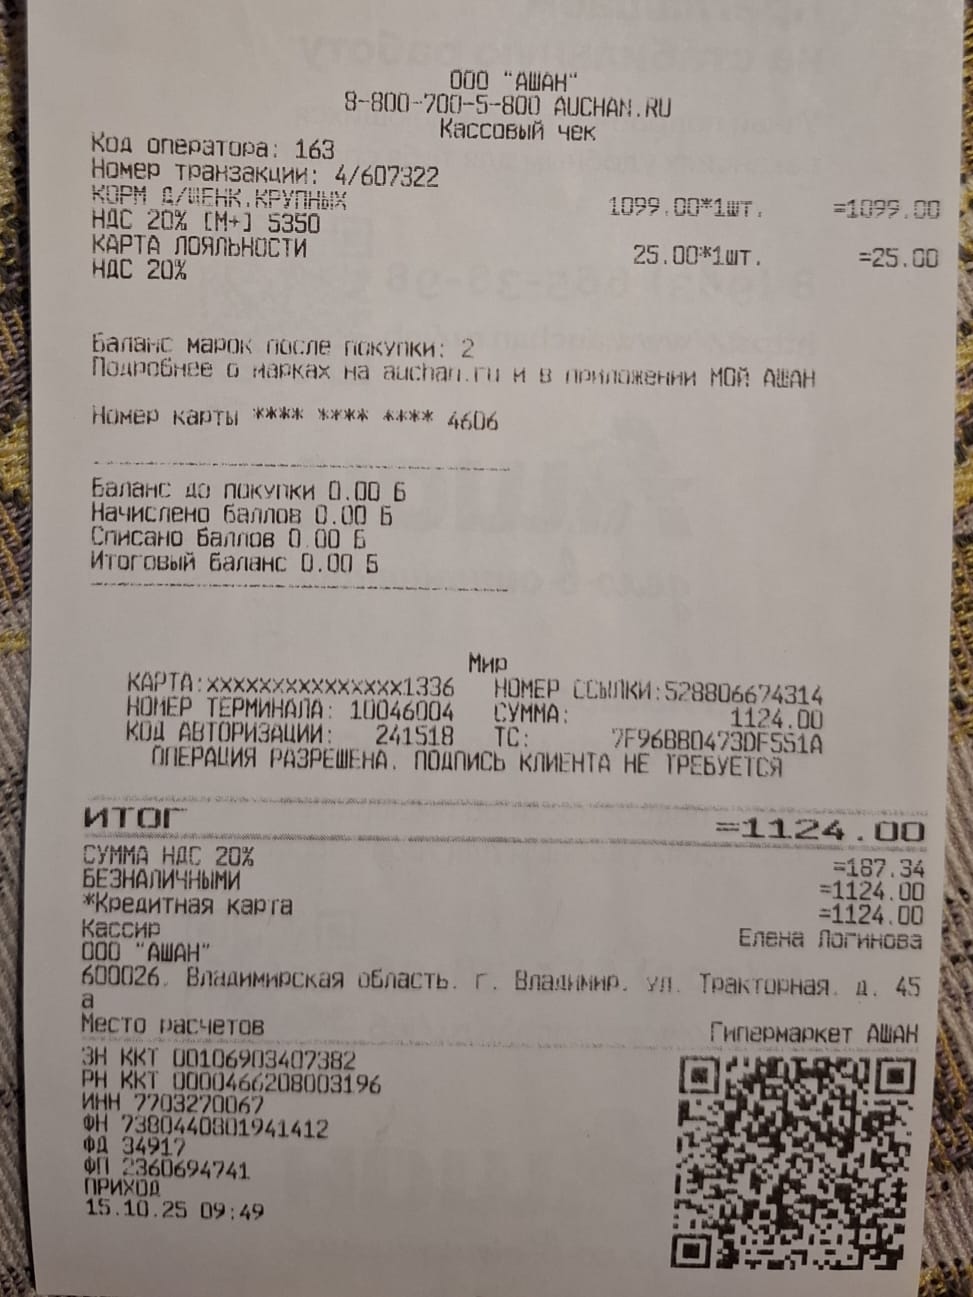 ООО "АШАН"
8-800-700-5-800 AUCHAN.RU
Кассовый чек
Код оператора: 163
Номер транзакции: 4/607322
КОРМ Д/ЩЕНК.КРУПНЫХ 1099.00*1шт. =1099.00
НДС 20% [М+] 5350
КАРТА ЛОЯЛЬНОСТИ 25.00*1шт. =25.00
НДС 20%
Баланс марок после покупки: 2
Подробнее о марках на auchan.ru и в приложении МОЙ АШАН
Номер карты **** **** **** 4606
Баланс до покупки 0.00 Б
Начислено баллов 0.00 Б
Списано баллов 0.00 Б
Итоговый баланс 0.00 Б
Мир
КАРТА:xxxxxxxxxxxxxxx1336 НОМЕР ССЫЛКИ:528806674314
НОМЕР ТЕРМИНАЛА: 10046004 СУММА: 1124.00
КОД АВТОРИЗАЦИИ: 241518 ТС: 7F96BB0473DF551A
ОПЕРАЦИЯ РАЗРЕШЕНА. ПОДПИСЬ КЛИЕНТА НЕ ТРЕБУЕТСЯ
ИТОГ =1124.00
СУММА НДС 20% =187.34
БЕЗНАЛИЧНЫМИ =1124.00
*Кредитная карта =1124.00
Кассир Елена Логинова
ООО "АШАН"
600026. Владимирская область. г. Владимир. ул. Тракторная. д. 45
а
Место расчетов Гипермаркет АШАН
ЗН ККТ 00106903407382
РН ККТ 0000466208003196
ИНН 7703270067
ФН 7380440801941412
ФД 34917
ФП 2360694741
ПРИХОД
15.10.25 09:49